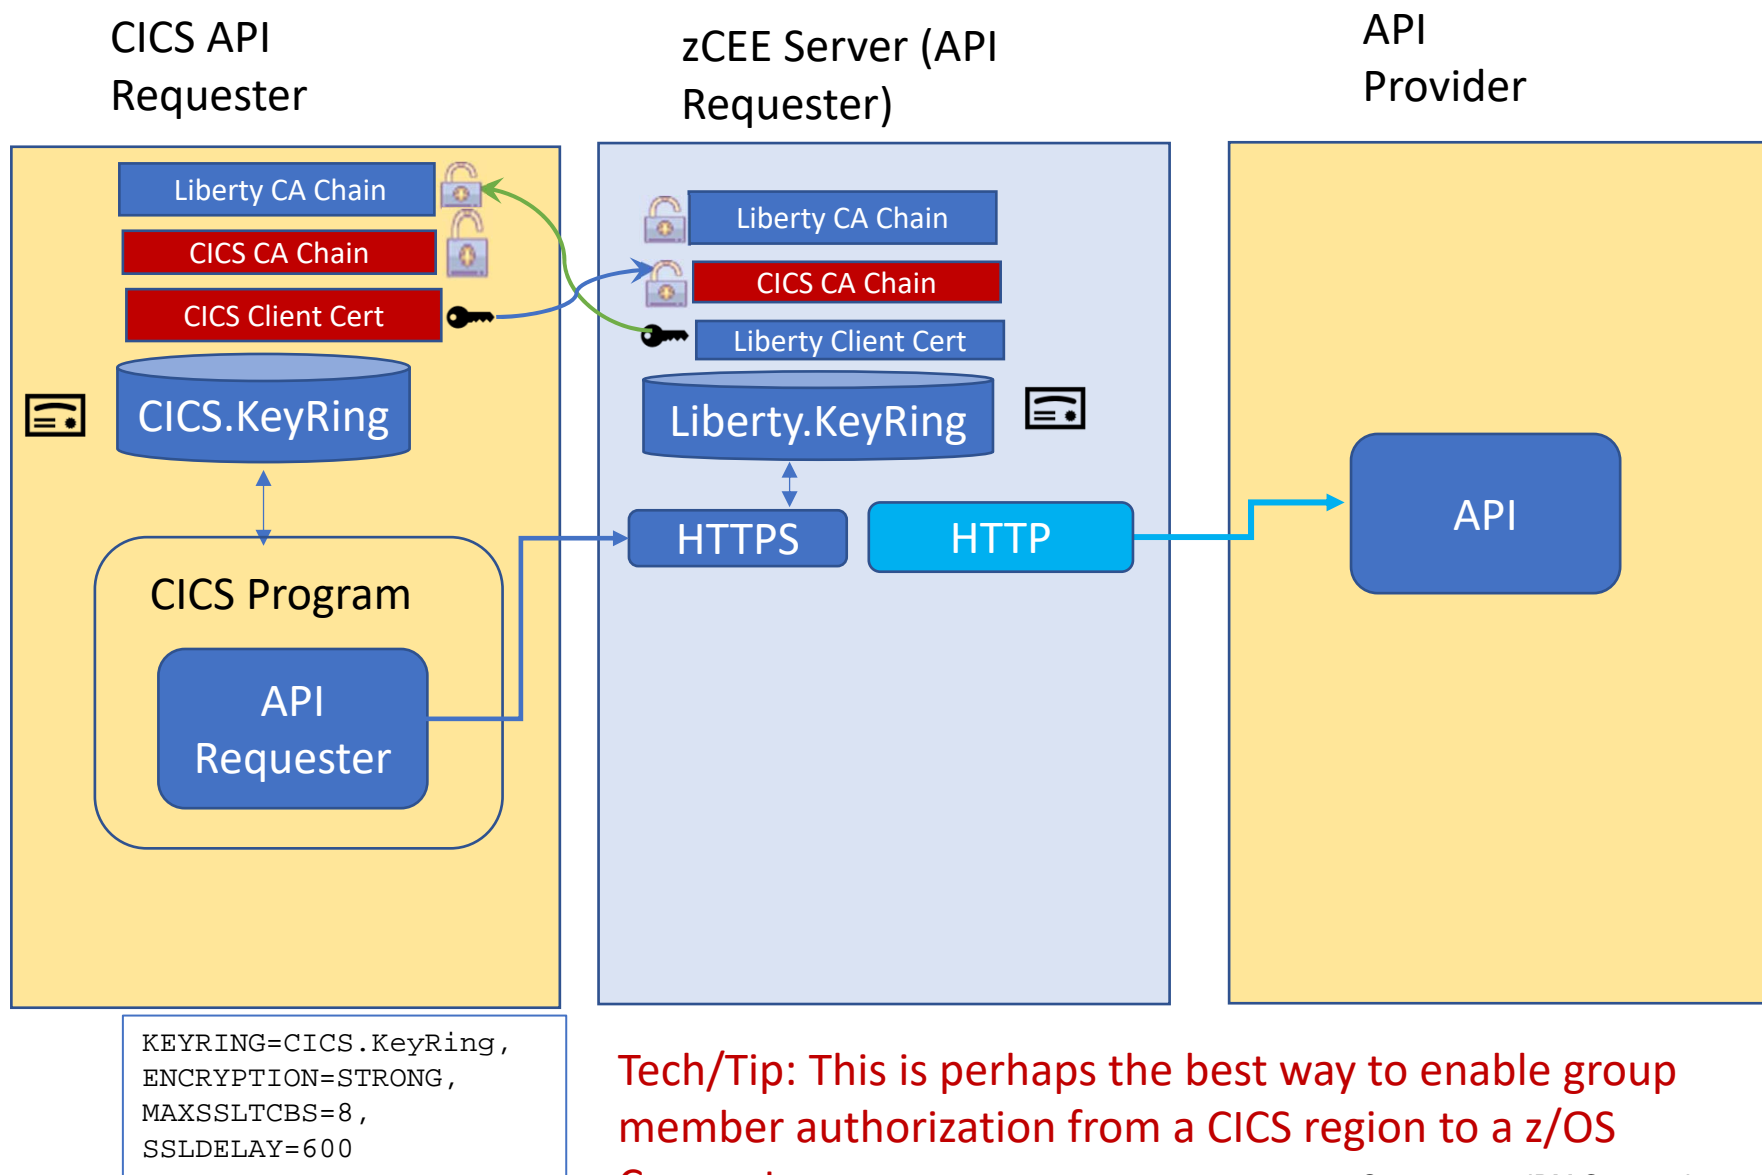 CICS API
Requester
zCEE Server (API
Requester)
API
Provider
Liberty CA Chain
CICS CA Chain
CICS Client Cert
CICS.KeyRing
CICS Program
API
Requester
Liberty CA Chain
CICS CA Chain
Liberty Client Cert
Liberty.KeyRing
HTTPS
HTTP
API
KEYRING=CICS.KeyRing,
ENCRYPTION=STRONG,
MAXSSLTCBS=8,
SSLDELAY=600
Tech/Tip: This is perhaps the best way to enable group
member authorization from a CICS region to a z/OS